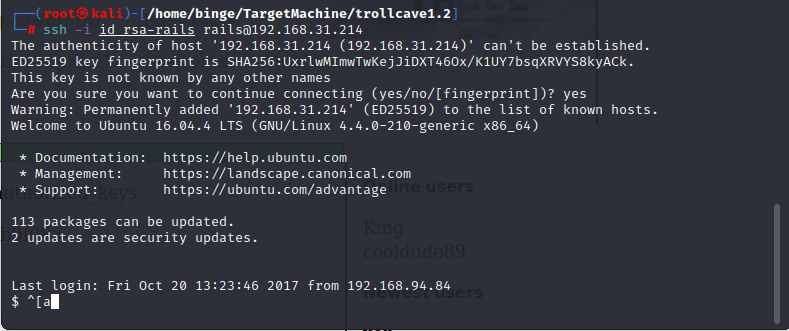 ┌──(root㉿kali)-[/home/binge/TargetMachine/trollcave1.2]
└─# ssh -i id_rsa-rails rails@192.168.31.214
The authenticity of host '192.168.31.214 (192.168.31.214)' can't be established.
ED25519 key fingerprint is SHA256:UxrlwMImwTwKejJiDXT46Ox/K1UY7bsqXRVYS8kyACk.
This key is not known by any other names
Are you sure you want to continue connecting (yes/no/[fingerprint])? yes
Warning: Permanently added '192.168.31.214' (ED25519) to the list of known hosts.
Welcome to Ubuntu 16.04.4 LTS (GNU/Linux 4.4.0-210-generic x86_64)
* Documentation: https://help.ubuntu.com
* Management: https://landscape.canonical.com
* Support: https://ubuntu.com/advantage
Online users
113 packages can be updated.
King
2 updates are security updates.
cooldude89
Last login: Fri Oct 20 13:23:46 2017 from 192.168.94.84
Newest users
$ ^[a